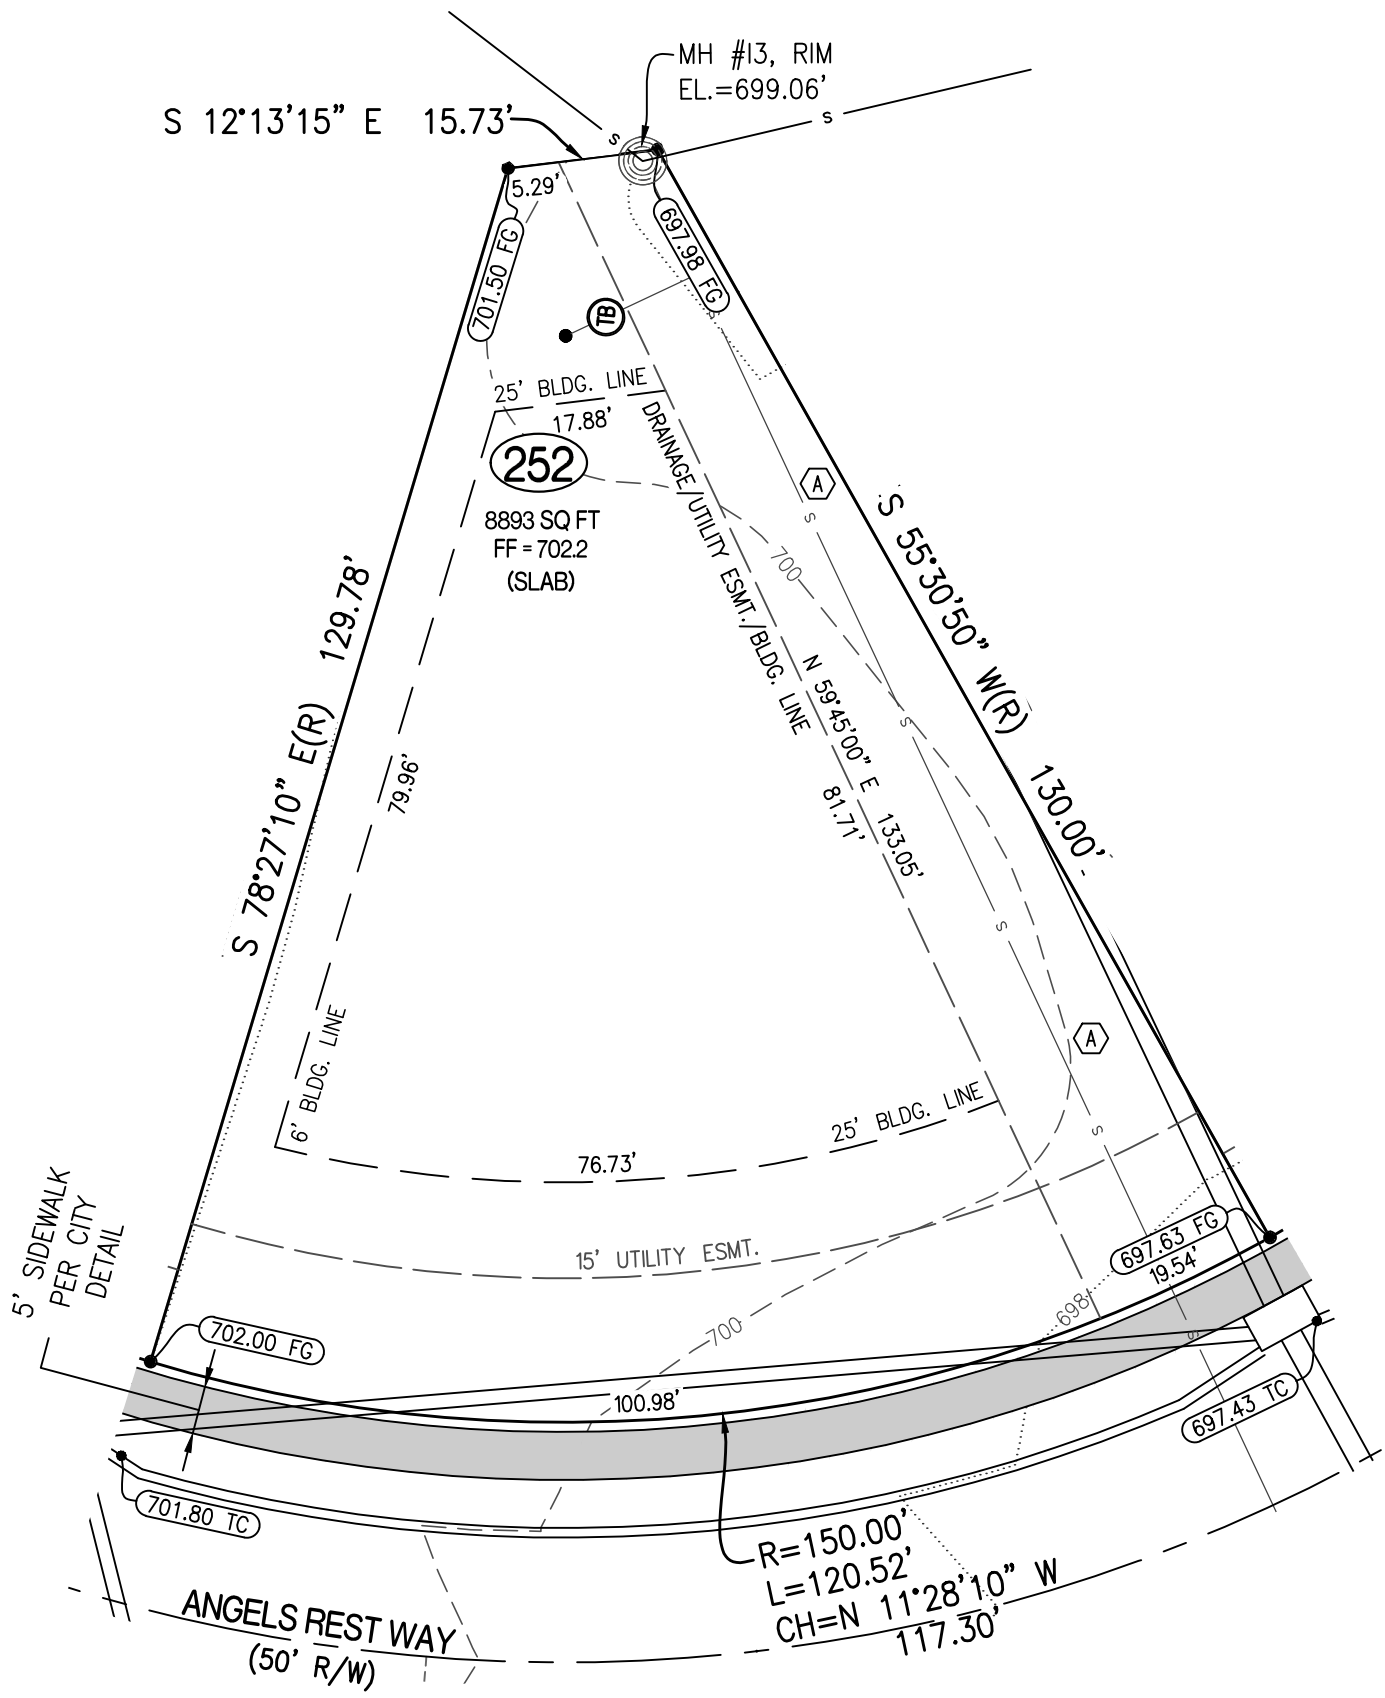 MH #13, RIM
EL.=699.06'
S 12°13'15" E 15.73'
S
S
5.29'
701.50 FG
697.98 FG
TB
25' BLDG. LINE
17.88'
252
8893 SQ FT
FF = 702.2
(SLAB)
DRAINAGE/UTILITY ESMT./BLDG. LINE
A
S
S
700
S 55°30'50" W(R) 130.00'
S 78°27'10" E(R) 129.78'
79.96'
N 59°45'00" E 133.05'
81.71'
S
S
A
6' BLDG. LINE
25' BLDG. LINE
76.73'
S
5' SIDEWALK
PER CITY
DETAIL
15' UTILITY ESMT.
697.63 FG
19.54'
698
700
S
702.00 FG
100.98'
697.43 TC
701.80 TC
R=150.00'
L=120.52'
CH=N 11°28'10" W
117.30'
ANGELS REST WAY
(50' R/W)